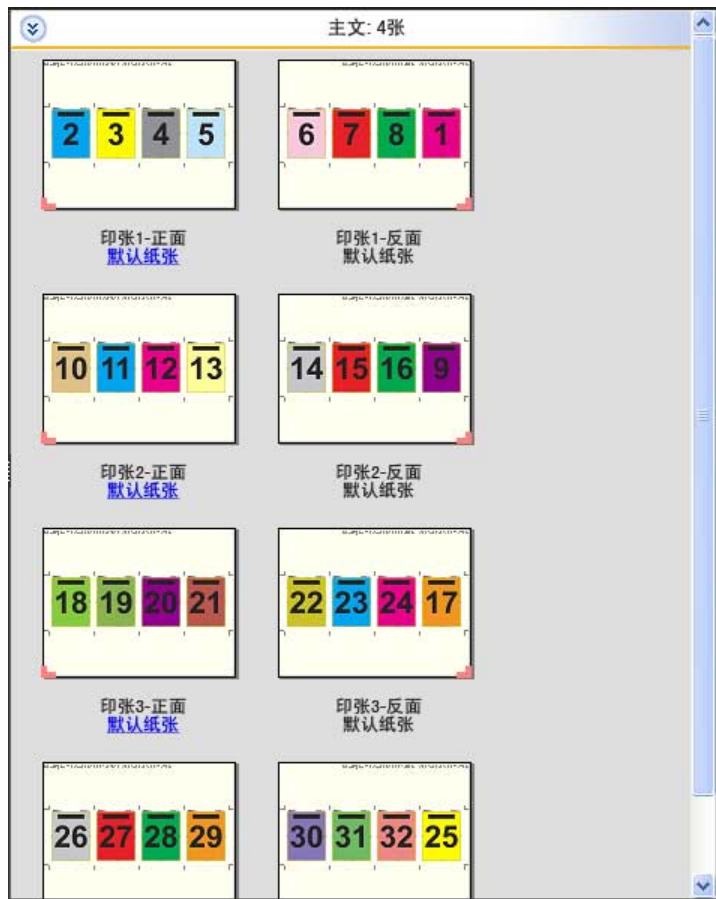 主文: 4张
2 3 4 5
6 7 8 1
印张1-正面
默认纸张
印张1-反面
默认纸张
10 11 12 13
14 15 16 9
印张2-正面
默认纸张
印张2-反面
默认纸张
18 19 20 21
22 23 24 17
印张3-正面
默认纸张
印张3-反面
默认纸张
26 27 28 29
30 31 32 25